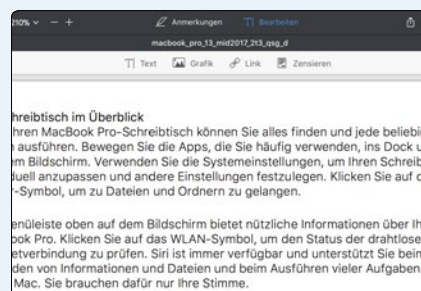 210% − + Anmerkungen T Bearbeiten
macbook_pro_13_mid2017_2t3_qsg_d
T Text Grafik Link Zensieren
hreibtisch im Überblick
hren MacBook Pro-Schreibtisch können Sie alles finden und jede beliebi
ausführen. Bewegen Sie die Apps, die Sie häufig verwenden, ins Dock u
em Bildschirm. Verwenden Sie die Systemeinstellungen, um Ihren Schreib
duell anzupassen und andere Einstellungen festzulegen. Klicken Sie auf d
r-Symbol, um zu Dateien und Ordnern zu gelangen.
enüleiste oben auf dem Bildschirm bietet nützliche Informationen über Ih
ook Pro. Klicken Sie auf das WLAN-Symbol, um den Status der drahtlose
etverbindung zu prüfen. Siri ist immer verfügbar und unterstützt Sie beim
den von Informationen und Dateien und beim Ausführen vieler Aufgaben
Mac. Sie brauchen dafür nur Ihre Stimme.